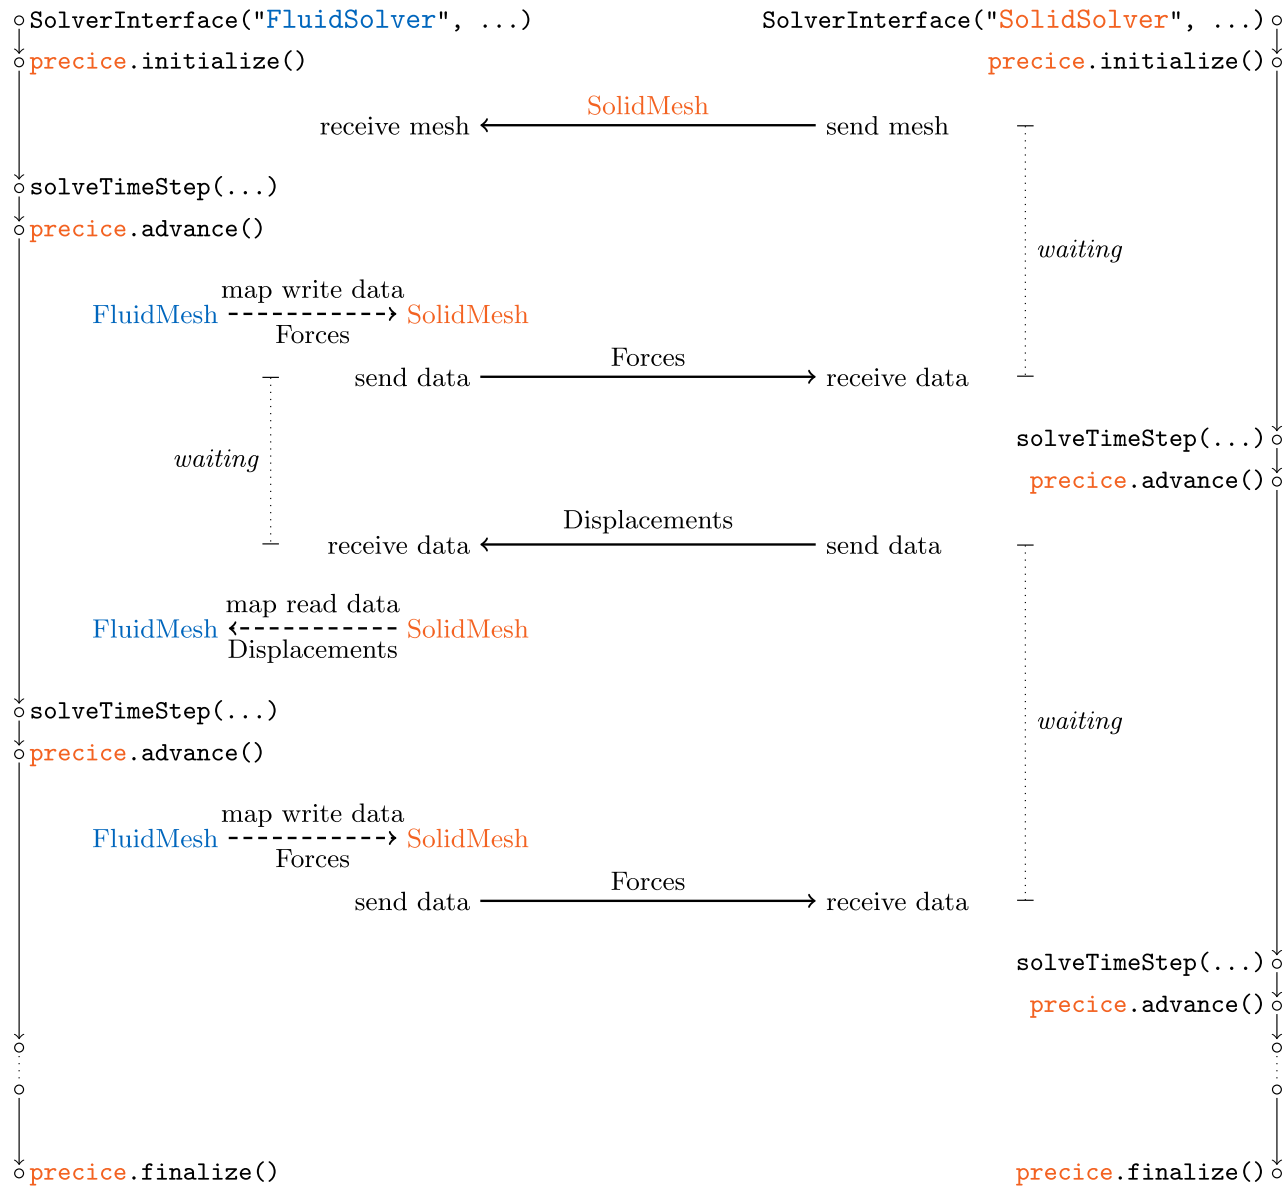 SolverInterface("FluidSolver", ...)
SolverInterface("SolidSolver", ...)
precice.initialize()
precice.initialize()
SolidMesh
receive mesh
send mesh
solveTimeStep(...)
precice.advance()
waiting
map write data
FluidMesh
SolidMesh
Forces
Forces
send data
receive data
solveTimeStep(...)
waiting
precice.advance()
Displacements
receive data
send data
map read data
FluidMesh
SolidMesh
Displacements
solveTimeStep(...)
waiting
precice.advance()
map write data
FluidMesh
SolidMesh
Forces
Forces
send data
receive data
solveTimeStep(...)
precice.advance()
precice.finalize()
precice.finalize()